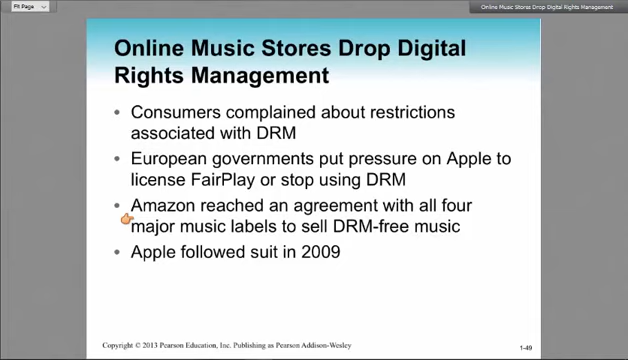 Fit Page
Online Music Stores Drop Digital Rights Management
Online Music Stores Drop Digital
Rights Management
• Consumers complained about restrictions
associated with DRM
• European governments put pressure on Apple to
license FairPlay or stop using DRM
• Amazon reached an agreement with all four
major music labels to sell DRM-free music
• Apple followed suit in 2009
Copyright © 2013 Pearson Education, Inc. Publishing as Pearson Addison-Wesley
1-49